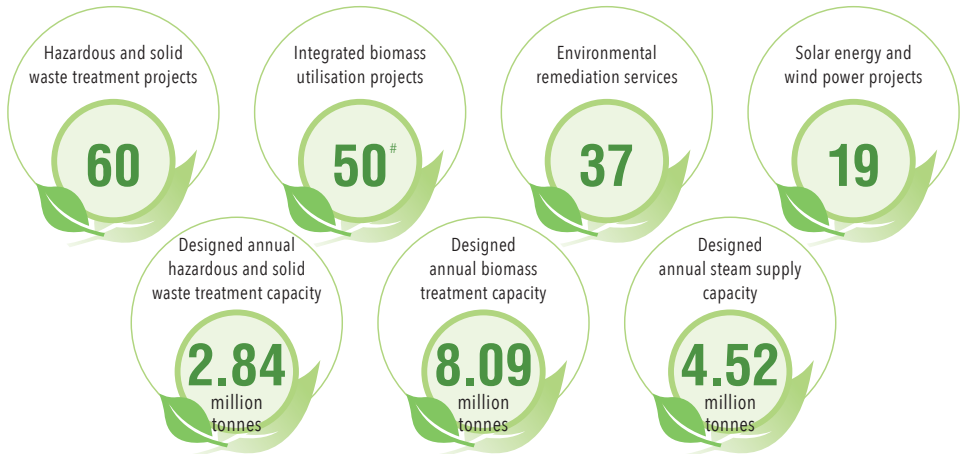 Hazardous and solid
waste treatment projects
60
Integrated biomass
utilisation projects
50#
Environmental
remediation services
37
Solar energy and
wind power projects
19
Designed annual
hazardous and solid
waste treatment capacity
2.84
million
tonnes
Designed
annual biomass
treatment capacity
8.09
million
tonnes
Designed
annual steam supply
capacity
4.52
million
tonnes